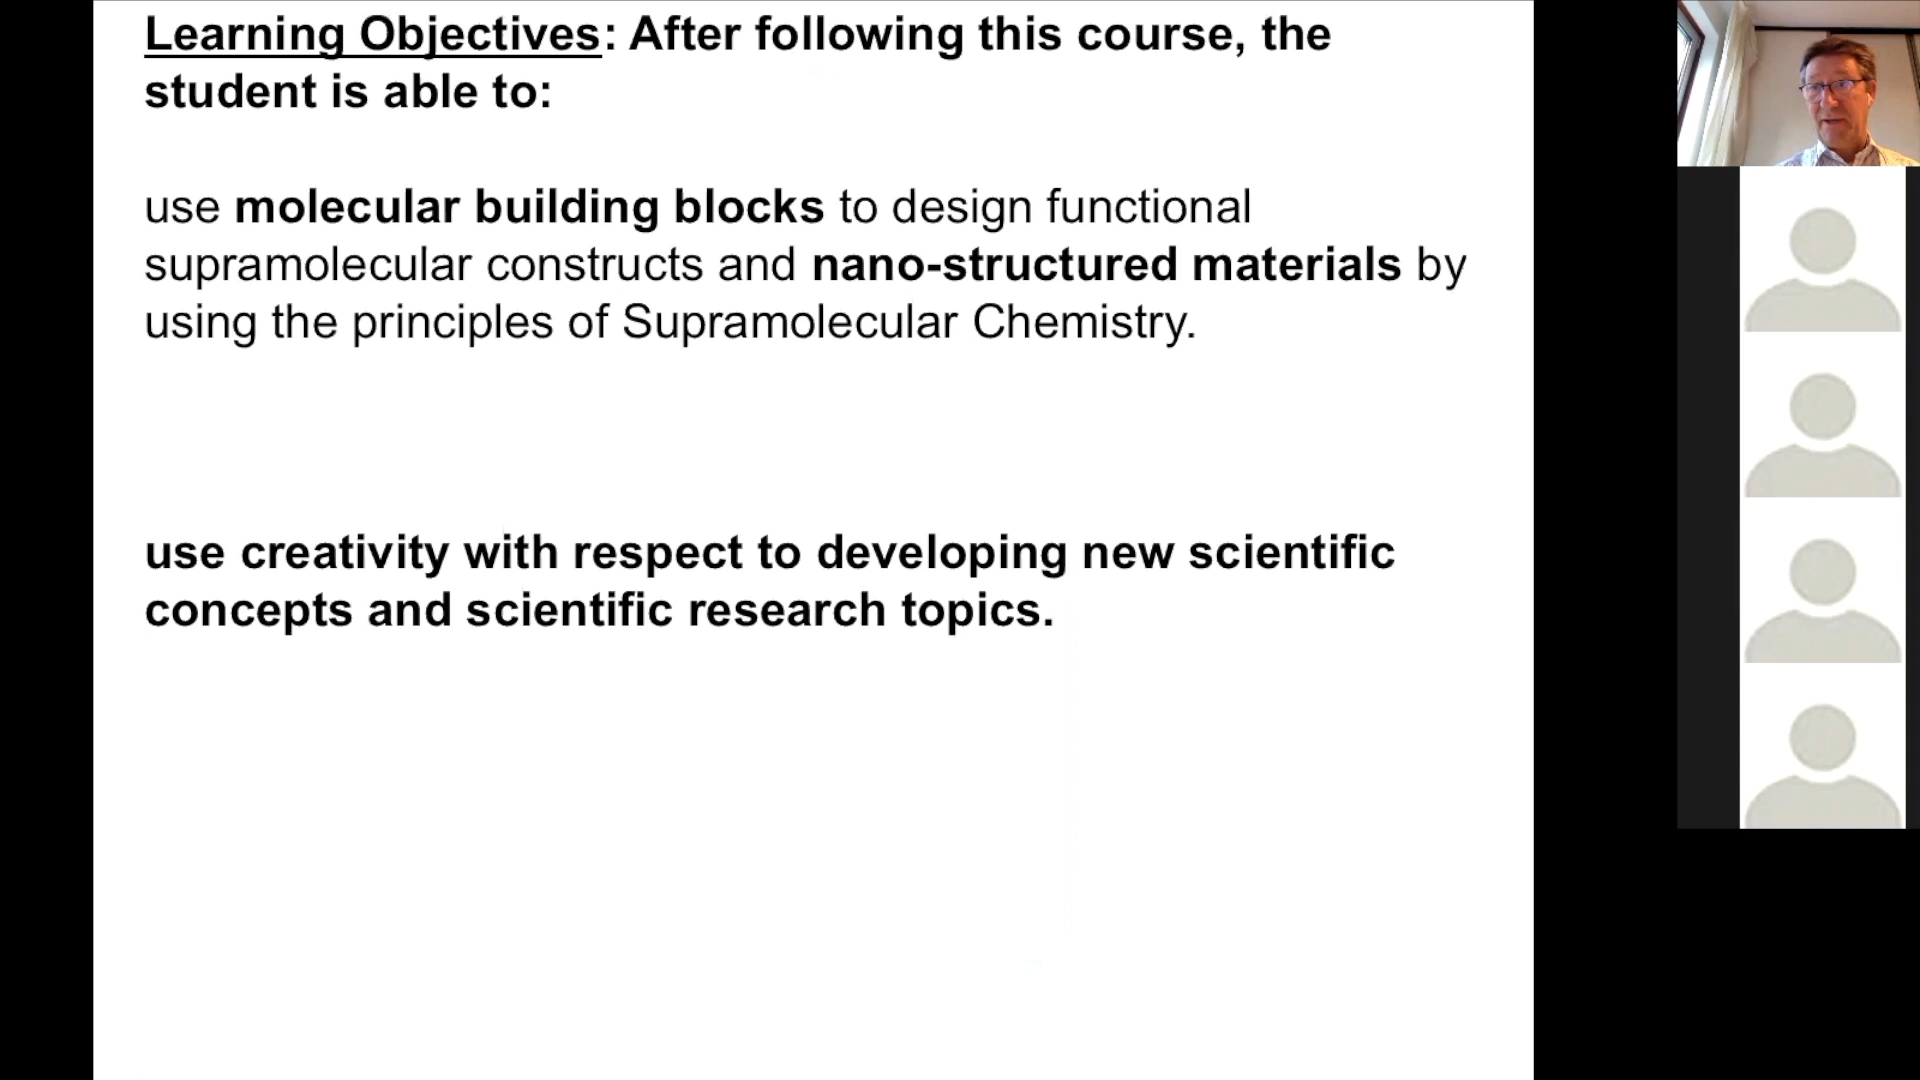 Learning Objectives: After following this course, the
student is able to:
use molecular building blocks to design functional
supramolecular constructs and nano-structured materials by
using the principles of Supramolecular Chemistry.
use creativity with respect to developing new scientific
concepts and scientific research topics.